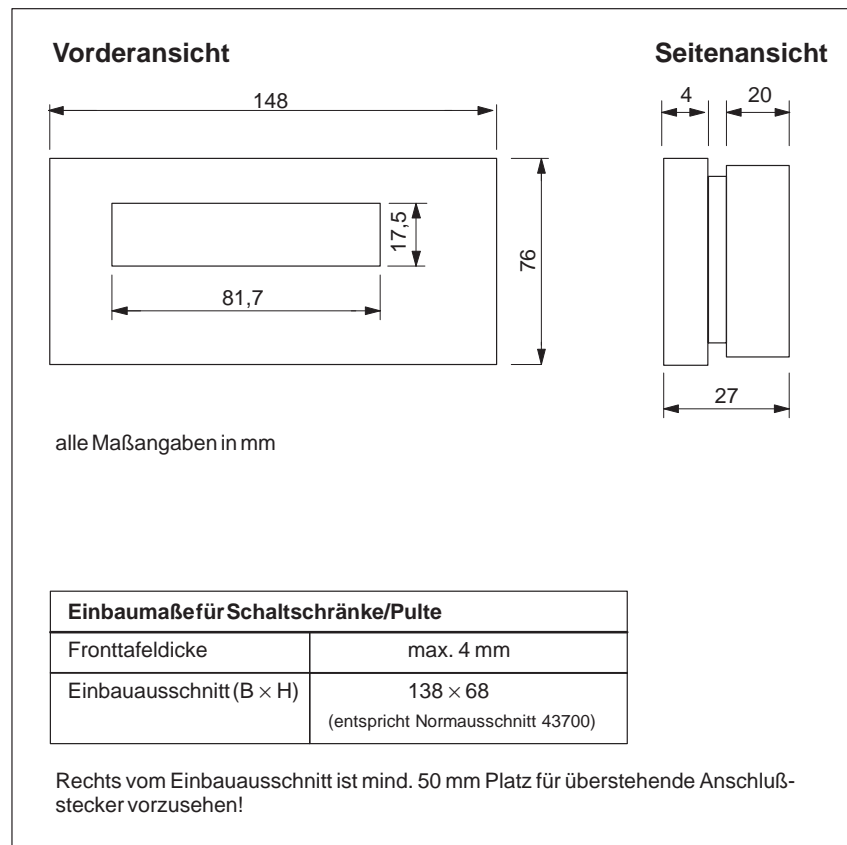 Vorderansicht
Seitenansicht
148
4
20
17,5
76
81,7
27
alle Maßangaben in mm
Einbaumaße für Schaltschränke/Pulte
Fronttafeldicke
max. 4 mm
Einbauausschnitt (B × H)
138 × 68
(entspricht Normausschnitt 43700)
Rechts vom Einbauausschnitt ist mind. 50 mm Platz für überstehende Anschluß-
stecker vorzusehen!